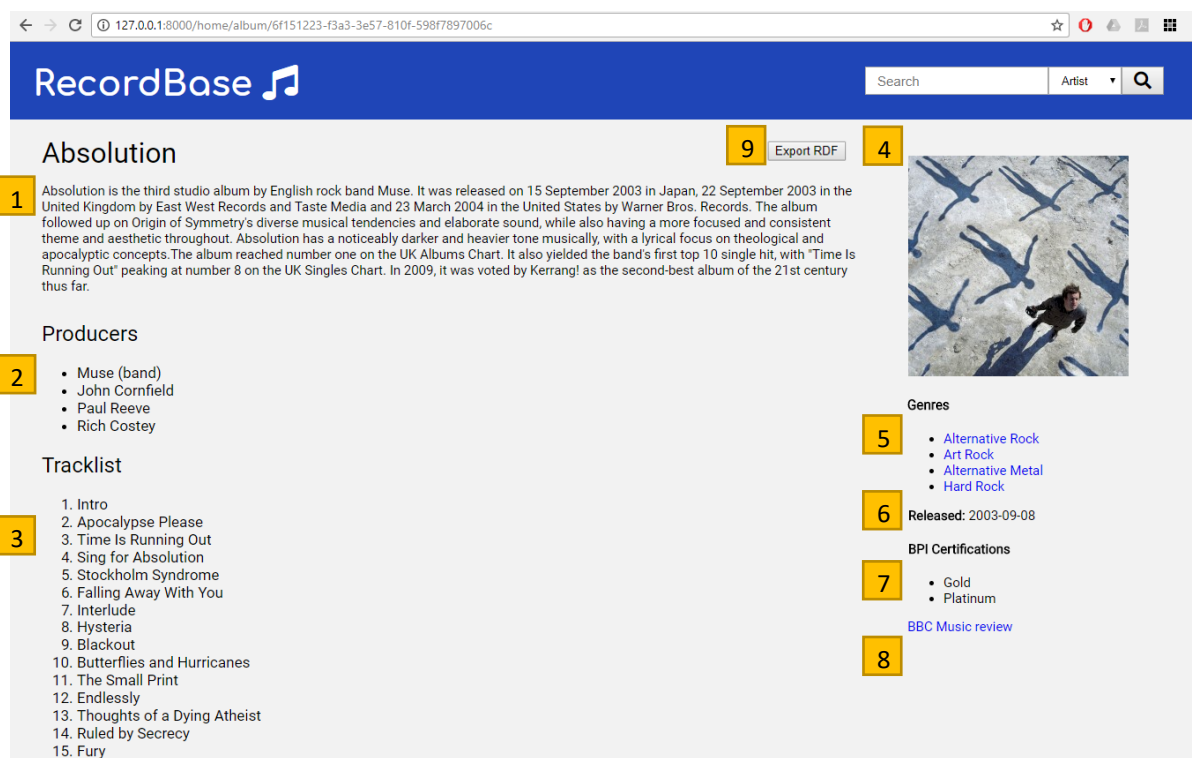 127.0.0.1:8000/home/album/6f151223-f3a3-3e57-810f-598f7897006c
RecordBase
Search
Artist
Absolution
9
Export RDF
1
Absolution is the third studio album by English rock band Muse. It was released on 15 September 2003 in Japan, 22 September 2003 in the
United Kingdom by East West Records and Taste Media and 23 March 2004 in the United States by Warner Bros. Records. The album
followed up on Origin of Symmetry's diverse musical tendencies and elaborate sound, while also having a more focused and consistent
theme and aesthetic throughout. Absolution has a noticeably darker and heavier tone musically, with a lyrical focus on theological and
apocalyptic concepts.The album reached number one on the UK Albums Chart. It also yielded the band's first top 10 single hit, with "Time Is
Running Out" peaking at number 8 on the UK Singles Chart. In 2009, it was voted by Kerrang! as the second-best album of the 21st century
thus far.
Producers
2
• Muse (band)
• John Cornfield
• Paul Reeve
• Rich Costey
Tracklist
3
1. Intro
2. Apocalypse Please
3. Time Is Running Out
4. Sing for Absolution
5. Stockholm Syndrome
6. Falling Away With You
7. Interlude
8. Hysteria
9. Blackout
10. Butterflies and Hurricanes
11. The Small Print
12. Endlessly
13. Thoughts of a Dying Atheist
14. Ruled by Secrecy
15. Fury
4
Genres
5
• Alternative Rock
• Art Rock
• Alternative Metal
• Hard Rock
6
Released: 2003-09-08
BPI Certifications
7
• Gold
• Platinum
BBC Music review
8